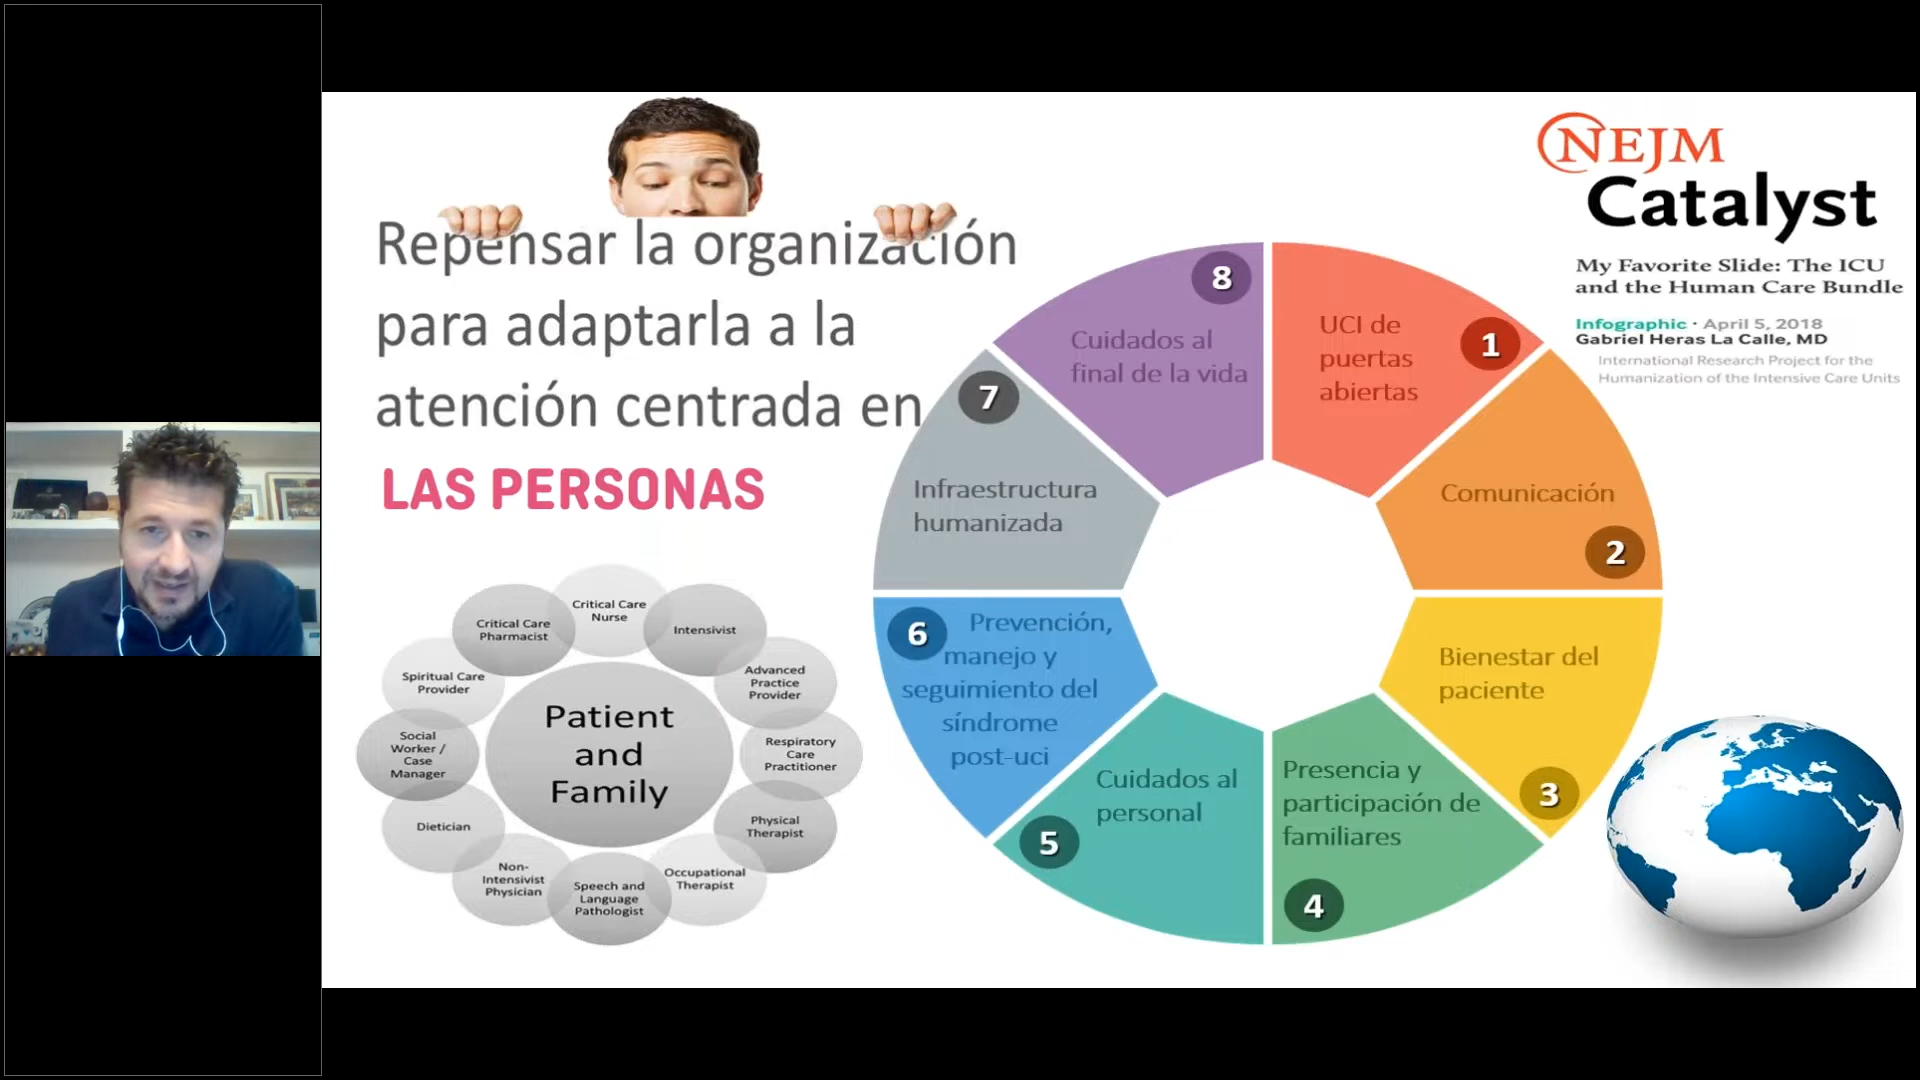 Repensar la organización
para adaptarla a la
atención centrada en
LAS PERSONAS
NEJM
Catalyst
My Favorite Slide: The ICU
and the Human Care Bundle
Infographic · April 5, 2018
Gabriel Heras La Calle, MD
International Research Project for the
Humanization of the Intensive Care Units
1
UCI de
puertas
abiertas
2
Comunicación
3
Bienestar del
paciente
4
Presencia y
participación de
familiares
5
Cuidados al
personal
6
Prevención,
manejo y
seguimiento del
síndrome
post-uci
7
Infraestructura
humanizada
8
Cuidados al
final de la vida
Patient
and
Family
Critical Care
Nurse
Intensivist
Advanced
Practice
Provider
Respiratory
Care
Practitioner
Physical
Therapist
Occupational
Therapist
Speech and
Language
Pathologist
Non-
Intensivist
Physician
Dietician
Social
Worker /
Case
Manager
Spiritual Care
Provider
Critical Care
Pharmacist